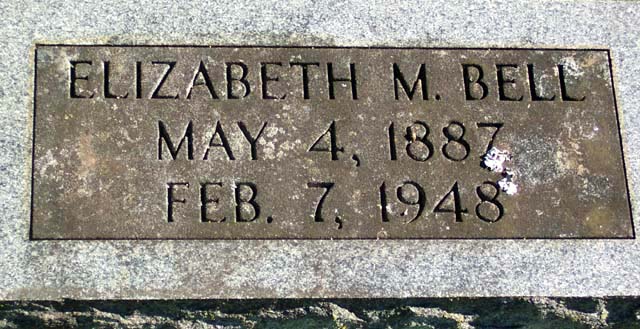 ELIZABETH M. BELL
MAY 4, 1887
FEB. 7, 1948